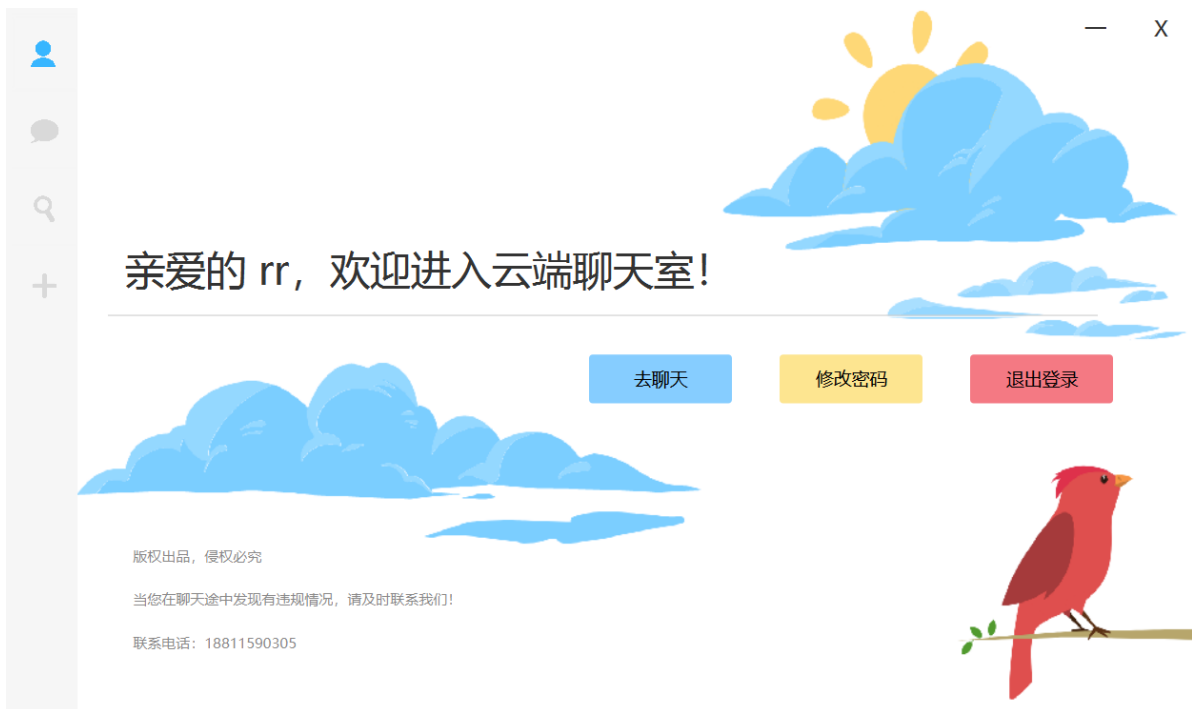 X
亲爱的 rr，欢迎进入云端聊天室！
去聊天
修改密码
退出登录
版权出品，侵权必究
当您在聊天途中发现有违规情况，请及时联系我们！
联系电话：18811590305